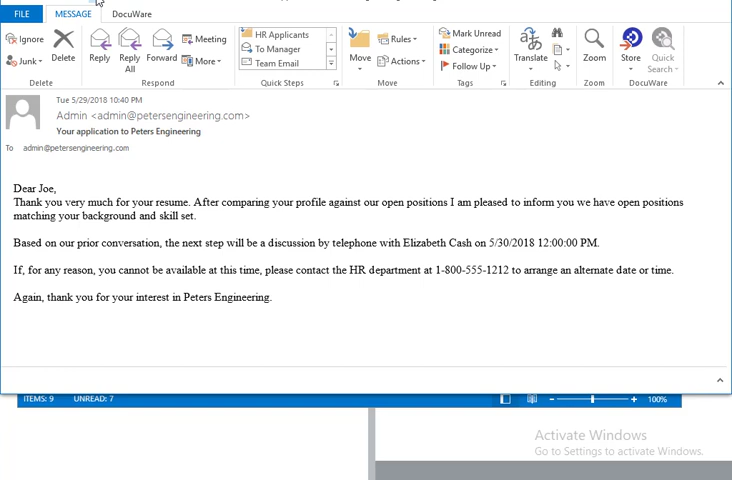 FILE MESSAGE DocuWare
Ignore HR Applicants Mark Unread
Meeting To Manager Rules Categorize
Junk Delete Reply Reply All Forward More Team Email Move Actions Follow Up Translate Zoom Store Quick Search
Delete Respond Quick Steps Move Tags Editing Zoom DocuWare
Tue 5/29/2018 10:40 PM
Admin <admin@petersengineering.com>
Your application to Peters Engineering
To admin@petersengineering.com
Dear Joe,
Thank you very much for your resume. After comparing your profile against our open positions I am pleased to inform you we have open positions
matching your background and skill set.
Based on our prior conversation, the next step will be a discussion by telephone with Elizabeth Cash on 5/30/2018 12:00:00 PM.
If, for any reason, you cannot be available at this time, please contact the HR department at 1-800-555-1212 to arrange an alternate date or time.
Again, thank you for your interest in Peters Engineering.
ITEMS: 9 UNREAD: 7 100%
Activate Windows
Go to Settings to activate Windows.